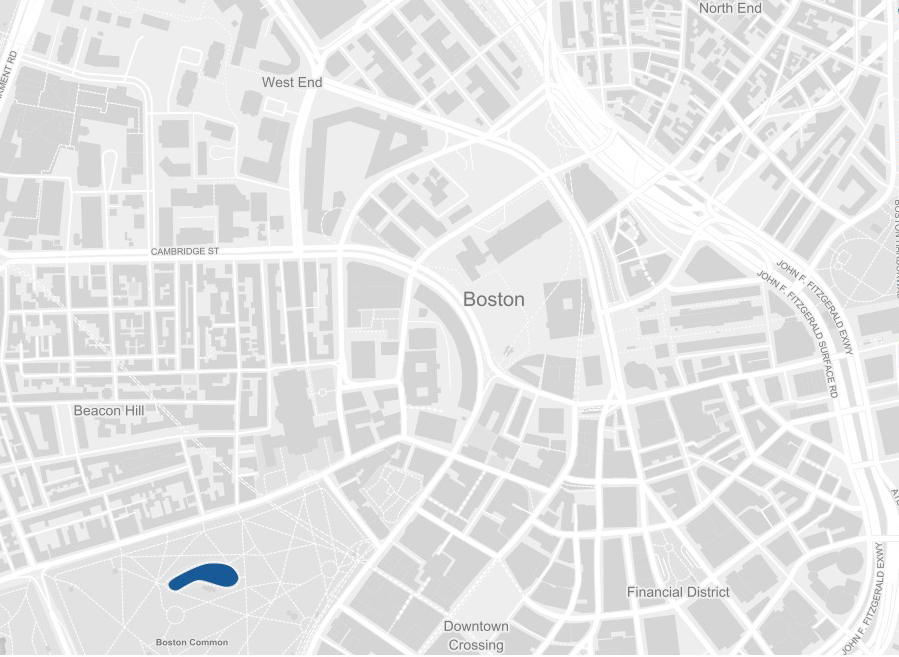 North End
West End
CAMBRIDGE ST
Boston
JOHN F. FITZGERALD EXWY
JOHN F. FITZGERALD SURFACE RD
Beacon Hill
Financial District
JOHN F. FITZGERALD EXWY
Downtown
Crossing
Boston Common